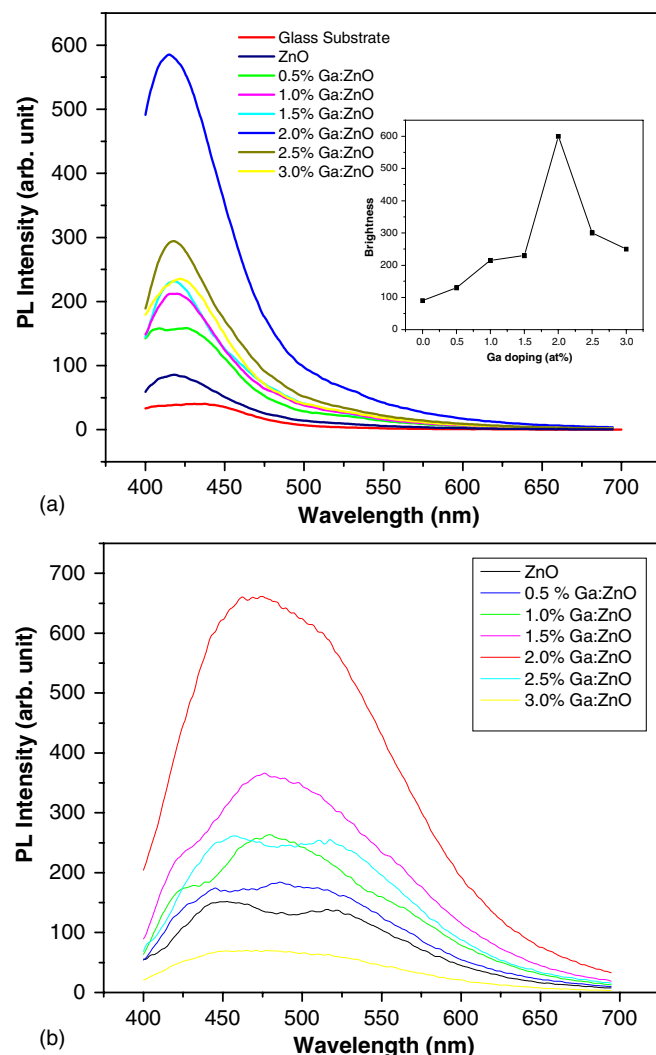 600
500
400
300
200
100
0
PL Intensity (arb. unit)
Glass Substrate
ZnO
0.5% Ga:ZnO
1.0% Ga:ZnO
1.5% Ga:ZnO
2.0% Ga:ZnO
2.5% Ga:ZnO
3.0% Ga:ZnO
600
500
400
300
200
100
0
Brightness
0.0 0.5 1.0 1.5 2.0 2.5 3.0
Ga doping (at%)
400 450 500 550 600 650 700
Wavelength (nm)
(a)
700
600
500
400
300
200
150
100
50
0
PL Intensity (arb. unit)
ZnO
0.5 % Ga:ZnO
1.0% Ga:ZnO
1.5% Ga:ZnO
2.0% Ga:ZnO
2.5% Ga:ZnO
3.0% Ga:ZnO
400 450 500 550 600 650 700
Wavelength (nm)
(b)